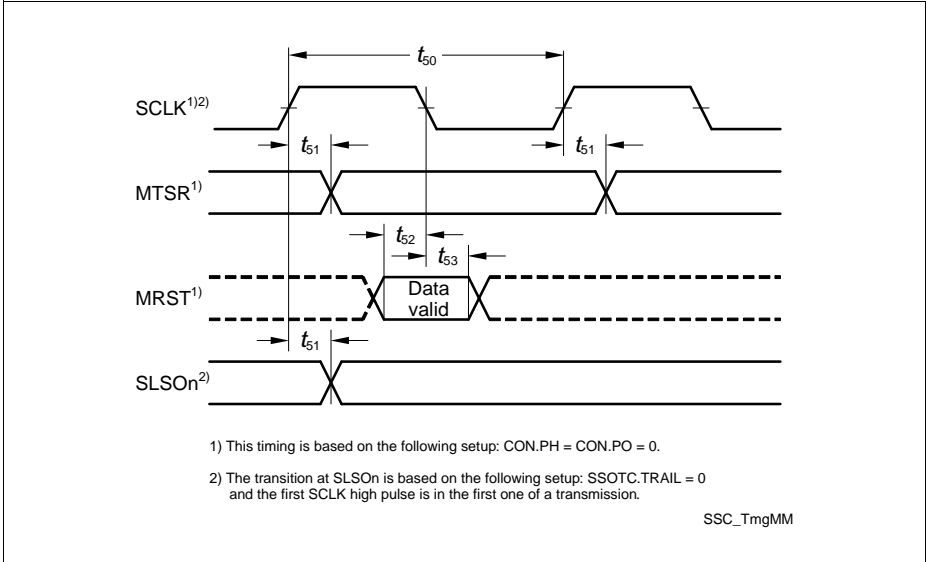 t50
SCLK1)2)
t51
t51
MTSR1)
t52
t53
MRST1)
Data
valid
t51
SLSOn2)
1) This timing is based on the following setup: CON.PH = CON.PO = 0.
2) The transition at SLSOn is based on the following setup: SSOTC.TRAIL = 0
and the first SCLK high pulse is in the first one of a transmission.
SSC_TmgMM